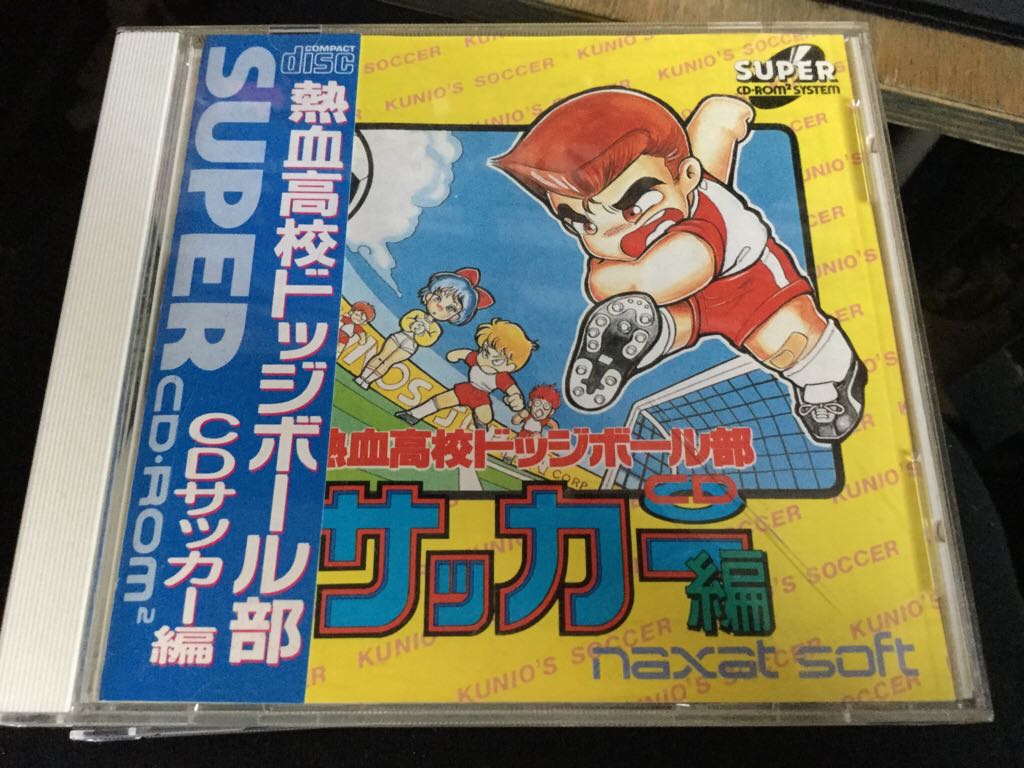 COMPACT
disc
SUPER CD-ROM²
熱血高校ドッジボール部
CDサッカー編
SUPER
CD-ROM² SYSTEM
KUNIO'S SOCCER
熱血高校ドッジボール部
CD
サッカー編
naxat soft
KUNIO'S SOCCER
KUNIO'S SOCCER